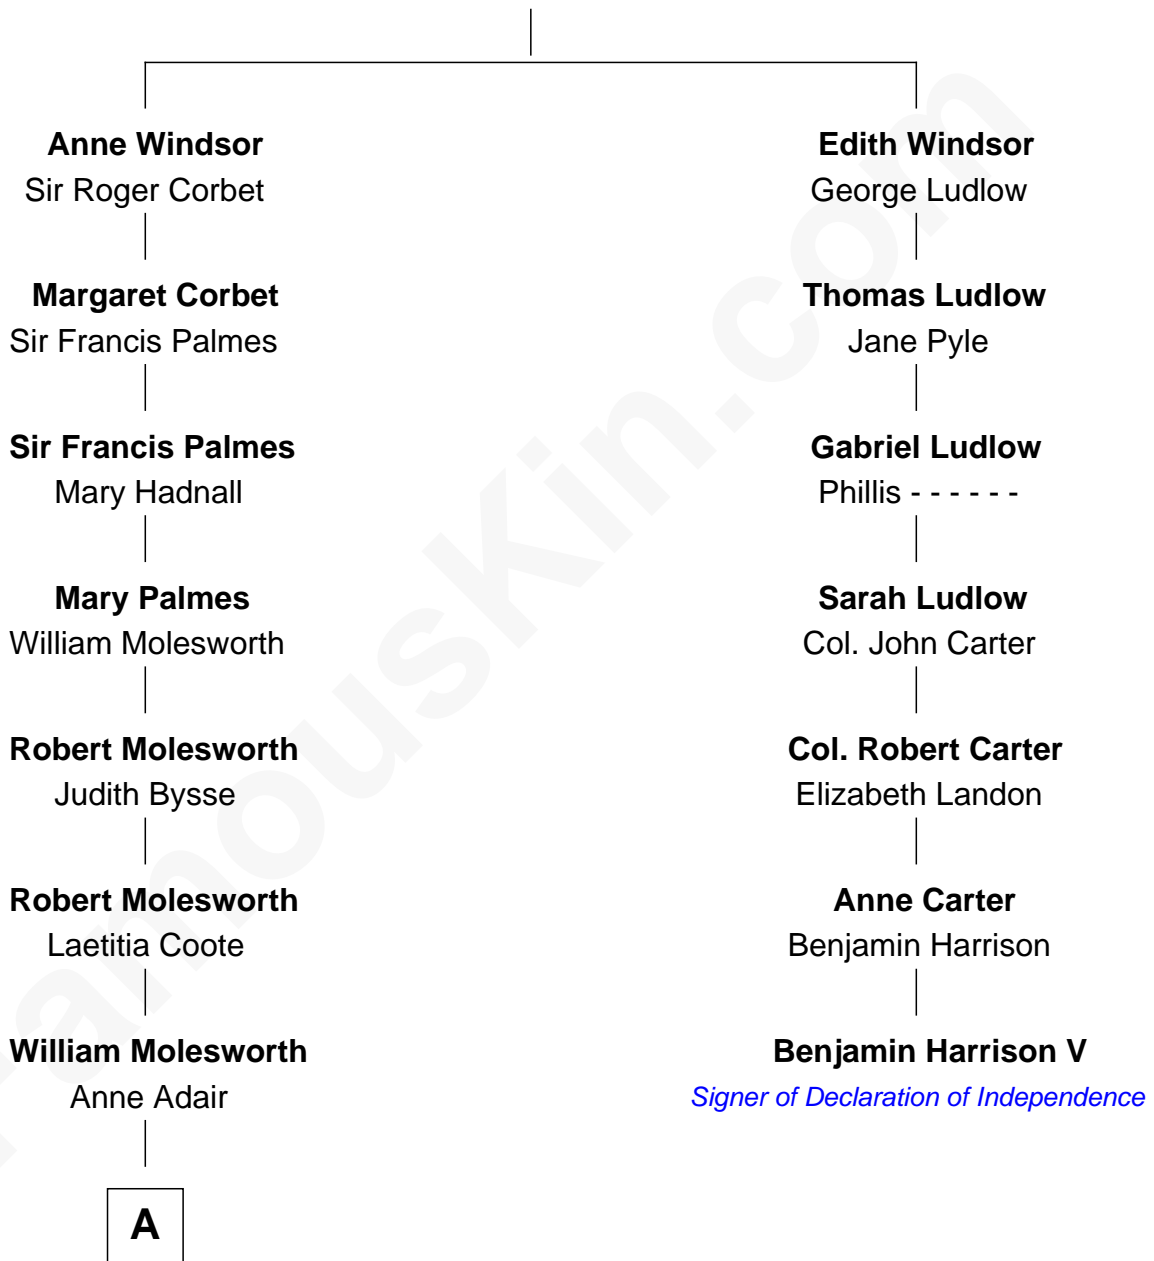 Anne Windsor
Sir Roger Corbet
Margaret Corbet
Sir Francis Palmes
Sir Francis Palmes
Mary Hadnall
Mary Palmes
William Molesworth
Robert Molesworth
Judith Bysse
Robert Molesworth
Laetitia Coote
William Molesworth
Anne Adair
A
Edith Windsor
George Ludlow
Thomas Ludlow
Jane Pyle
Gabriel Ludlow
Phillis - - - - - -
Sarah Ludlow
Col. John Carter
Col. Robert Carter
Elizabeth Landon
Anne Carter
Benjamin Harrison
Benjamin Harrison V
Signer of Declaration of Independence
FamousKin.com